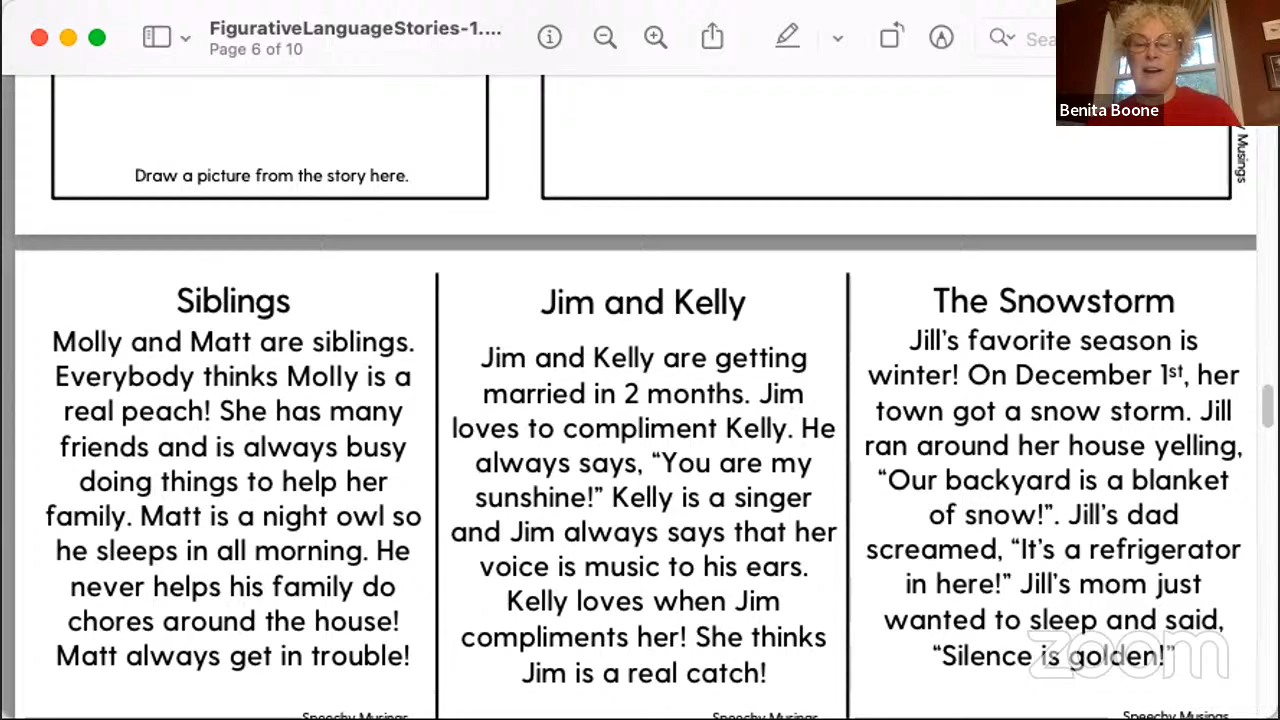 FigurativeLanguageStories-1....
Page 6 of 10
Sea
Benita Boone
Draw a picture from the story here.
Musings
Siblings
Molly and Matt are siblings.
Everybody thinks Molly is a
real peach! She has many
friends and is always busy
doing things to help her
family. Matt is a night owl so
he sleeps in all morning. He
never helps his family do
chores around the house!
Matt always get in trouble!
Speechy Musings
Jim and Kelly
Jim and Kelly are getting
married in 2 months. Jim
loves to compliment Kelly. He
always says, “You are my
sunshine!” Kelly is a singer
and Jim always says that her
voice is music to his ears.
Kelly loves when Jim
compliments her! She thinks
Jim is a real catch!
Speechy Musings
The Snowstorm
Jill’s favorite season is
winter! On December 1st, her
town got a snow storm. Jill
ran around her house yelling,
“Our backyard is a blanket
of snow!”. Jill’s dad
screamed, “It’s a refrigerator
in here!” Jill’s mom just
wanted to sleep and said,
“Silence is golden!”
Speechy Musings
zoom